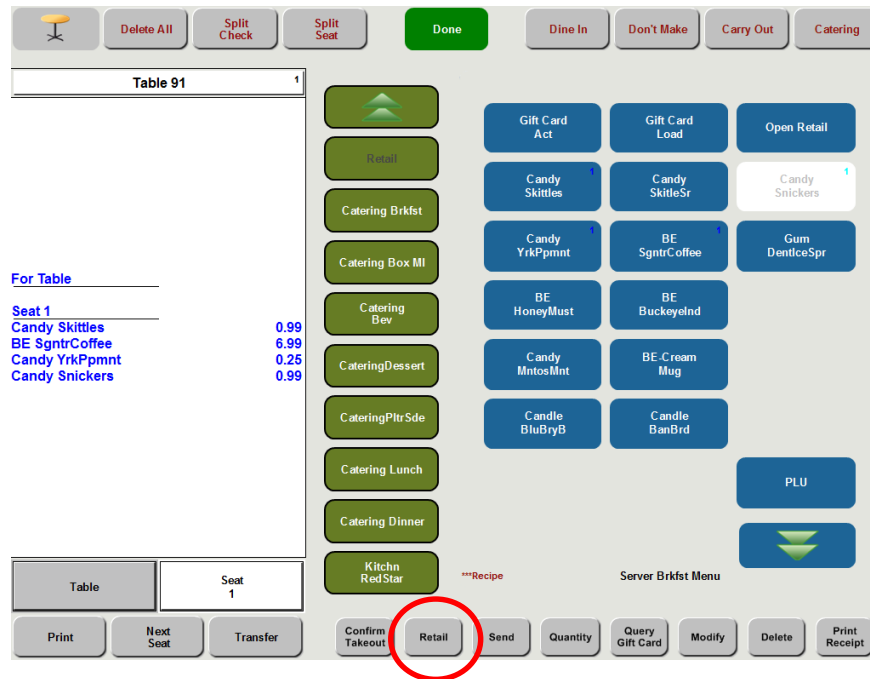 Delete All
Split
Check
Split
Seat
Done
Dine In
Don't Make
Carry Out
Catering
Table 91
1
For Table
Seat 1
Candy Skittles 0.99
BE SgntrCoffee 6.99
Candy YrkPpmnt 0.25
Candy Snickers 0.99
Table
Seat
1
Print
Next
Seat
Transfer
Retail
Catering Brkfst
Catering Box Ml
Catering
Bev
CateringDessert
CateringPltrSde
Catering Lunch
Catering Dinner
Kitchn
RedStar
Gift Card
Act
Gift Card
Load
Open Retail
Candy
Skittles
1
Candy
SkitleSr
Candy
Snickers
1
Candy
YrkPpmnt
1
BE
SgntrCoffee
1
Gum
DentIceSpr
BE
HoneyMust
BE
BuckeyeInd
Candy
MntosMnt
BE-Cream
Mug
Candle
BluBryB
Candle
BanBrd
PLU
***Recipe
Server Brkfst Menu
Confirm
Takeout
Retail
Send
Quantity
Query
Gift Card
Modify
Delete
Print
Receipt